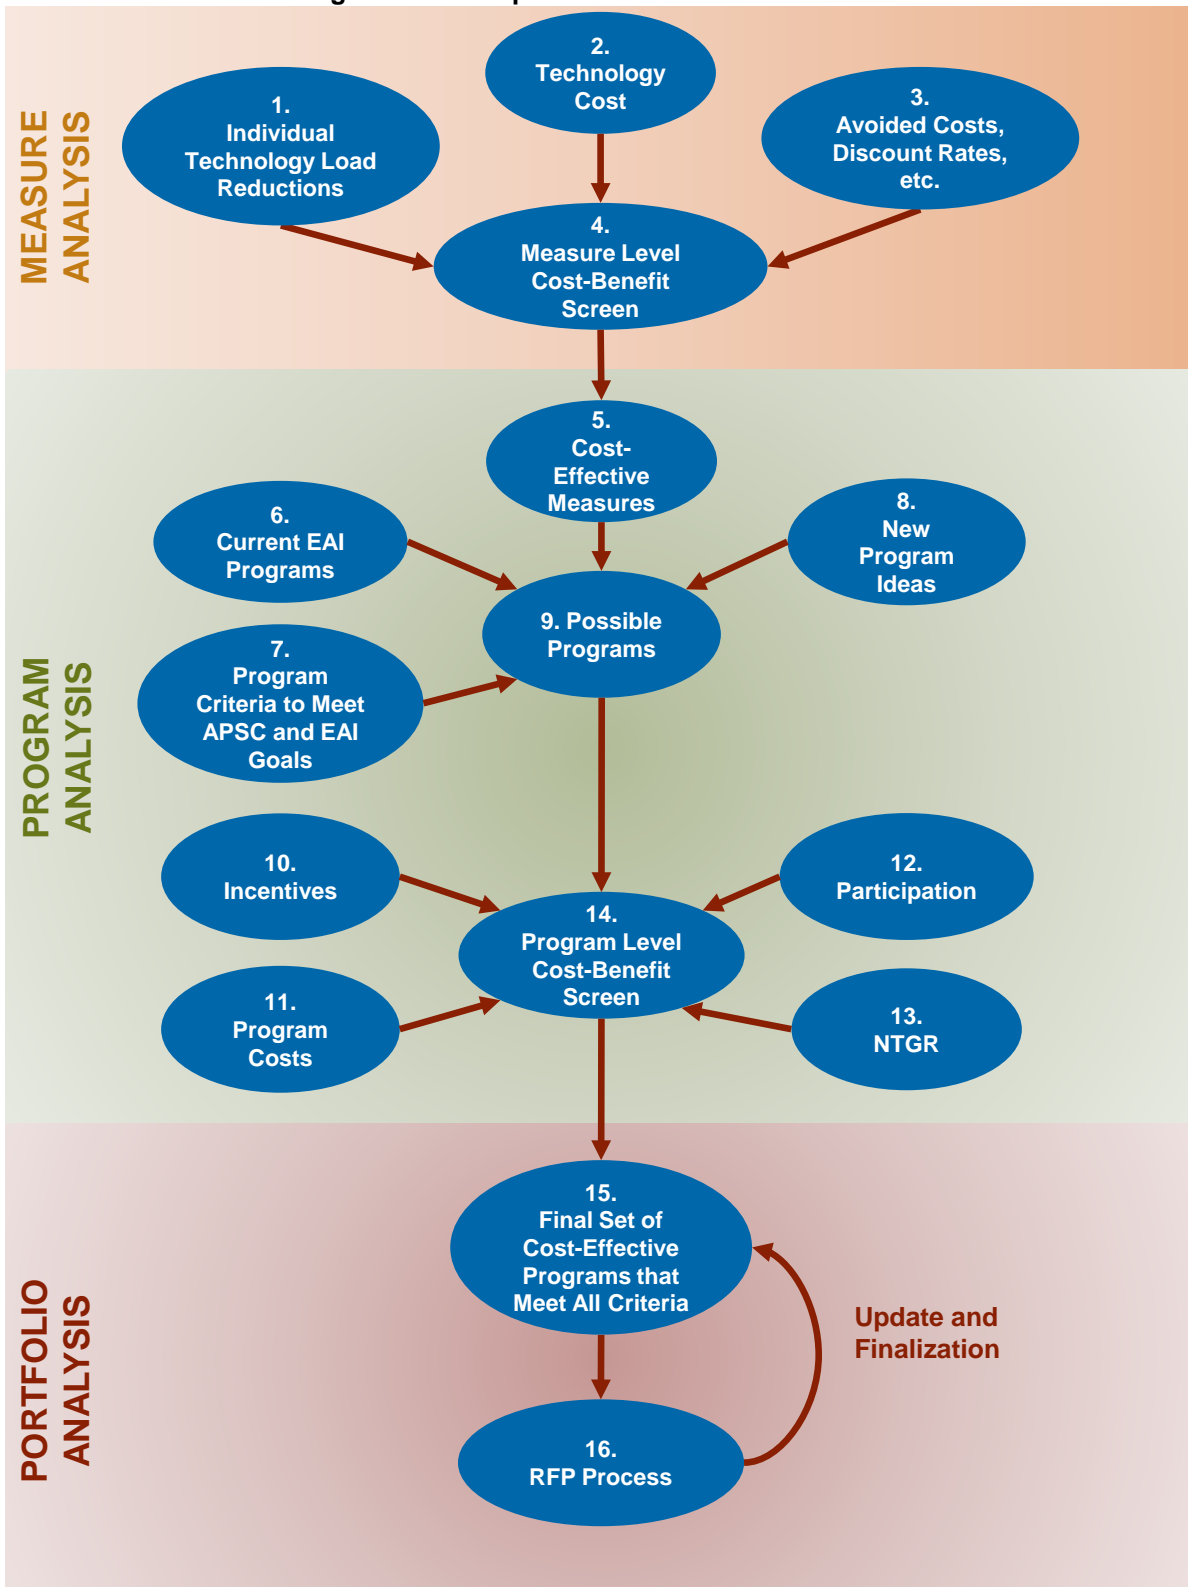 MEASURE
ANALYSIS
1.
Individual
Technology Load
Reductions
2.
Technology
Cost
3.
Avoided Costs,
Discount Rates,
etc.
4.
Measure Level
Cost-Benefit
Screen
PROGRAM
ANALYSIS
5.
Cost-
Effective
Measures
6.
Current EAI
Programs
7.
Program
Criteria to Meet
APSC and EAI
Goals
8.
New
Program
Ideas
9. Possible
Programs
10.
Incentives
11.
Program
Costs
12.
Participation
13.
NTGR
14.
Program Level
Cost-Benefit
Screen
PORTFOLIO
ANALYSIS
15.
Final Set of
Cost-Effective
Programs that
Meet All Criteria
16.
RFP Process
Update and
Finalization